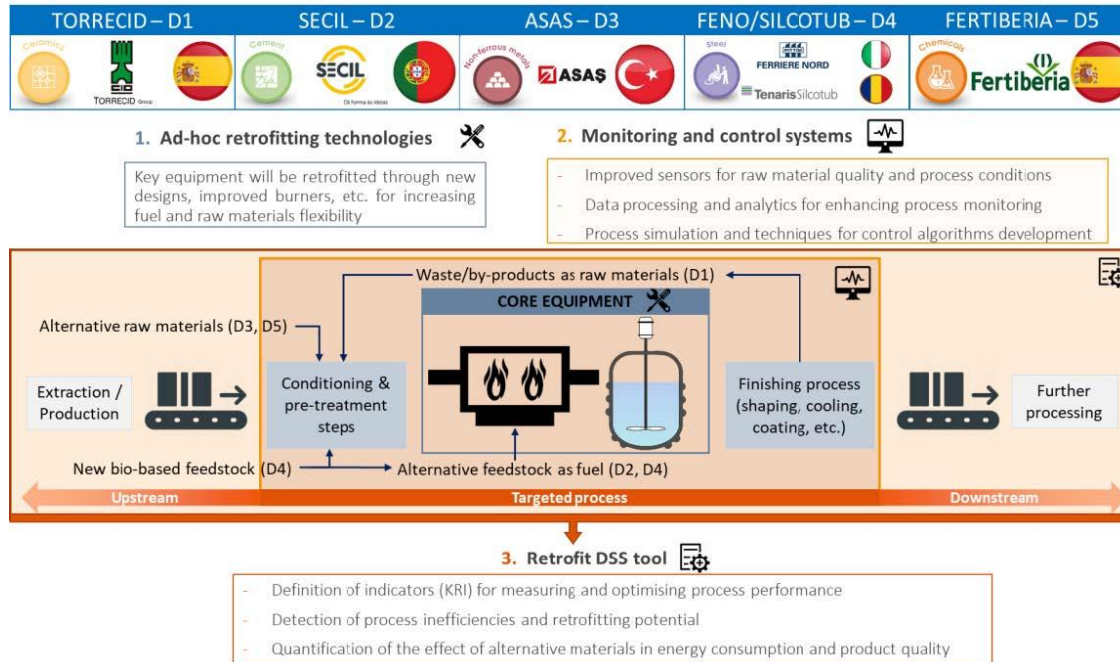 TORRECID – D1
SECIL – D2
ASAS – D3
FENO/SILCOTUB – D4
FERTIBERIA – D5
Ceramics
TORRECID Group
Cement
SECIL
Dá forma às ideias
Non-ferrous metals
ASAŞ
Steel
FERRIERE NORD
TenarisSilcotub
Chemicals
Fertiberia
1. Ad-hoc retrofitting technologies
Key equipment will be retrofitted through new
designs, improved burners, etc. for increasing
fuel and raw materials flexibility
2. Monitoring and control systems
- Improved sensors for raw material quality and process conditions
- Data processing and analytics for enhancing process monitoring
- Process simulation and techniques for control algorithms development
Waste/by-products as raw materials (D1)
CORE EQUIPMENT
Alternative raw materials (D3, D5)
Extraction /
Production
Conditioning &
pre-treatment
steps
Finishing process
(shaping, cooling,
coating, etc.)
Further
processing
New bio-based feedstock (D4)
Alternative feedstock as fuel (D2, D4)
Upstream
Targeted process
Downstream
3. Retrofit DSS tool
- Definition of indicators (KRI) for measuring and optimising process performance
- Detection of process inefficiencies and retrofitting potential
- Quantification of the effect of alternative materials in energy consumption and product quality